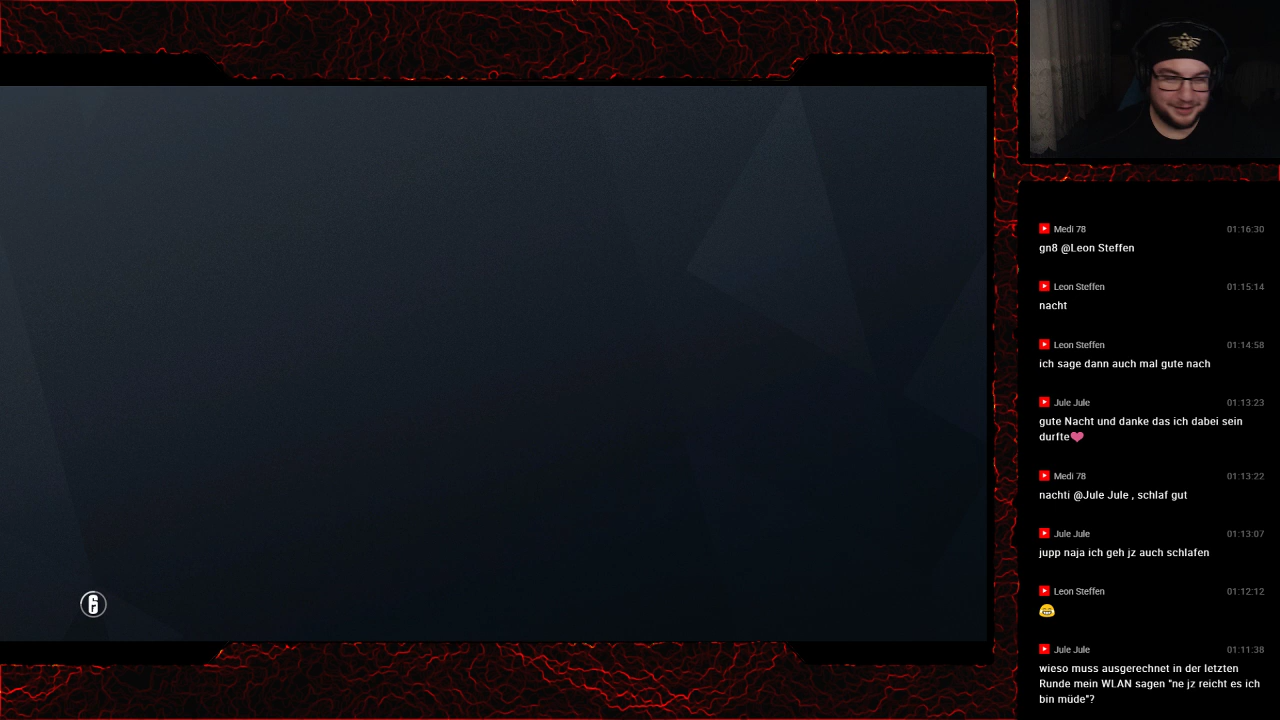 Medi 78 01:16:30
gn8 @Leon Steffen
Leon Steffen 01:15:14
nacht
Leon Steffen 01:14:58
ich sage dann auch mal gute nach
Jule Jule 01:13:23
gute Nacht und danke das ich dabei sein
durfte
Medi 78 01:13:22
nachti @Jule Jule , schlaf gut
Jule Jule 01:13:07
jupp naja ich geh jz auch schlafen
Leon Steffen 01:12:12
Jule Jule 01:11:38
wieso muss ausgerechnet in der letzten
Runde mein WLAN sagen "ne jz reicht es ich
bin müde"?
6